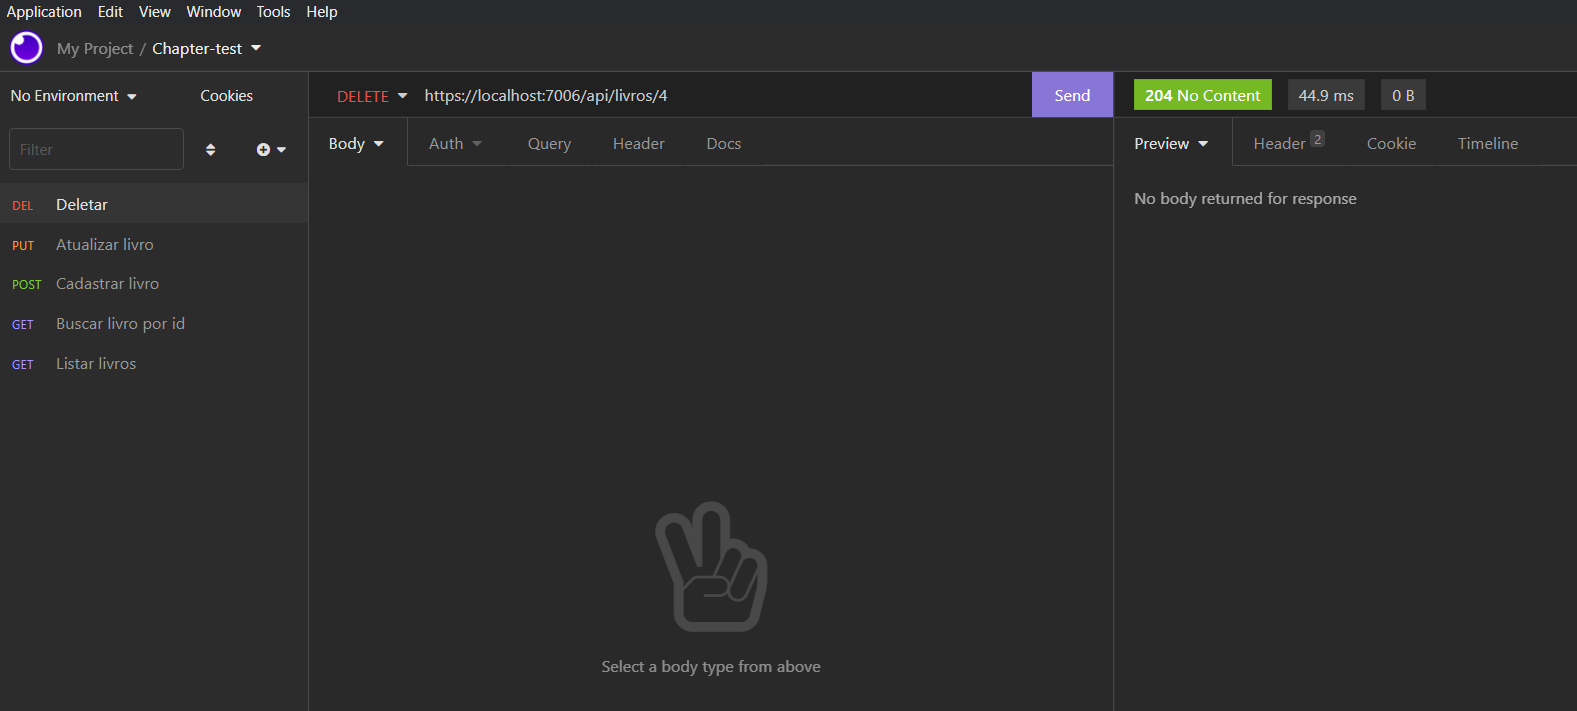 Application Edit View Window Tools Help
My Project / Chapter-test
No Environment Cookies
DELETE https://localhost:7006/api/livros/4 Send
204 No Content 44.9 ms 0 B
Filter
Body Auth Query Header Docs
Preview Header 2 Cookie Timeline
DEL Deletar
PUT Atualizar livro
POST Cadastrar livro
GET Buscar livro por id
GET Listar livros
No body returned for response
Select a body type from above